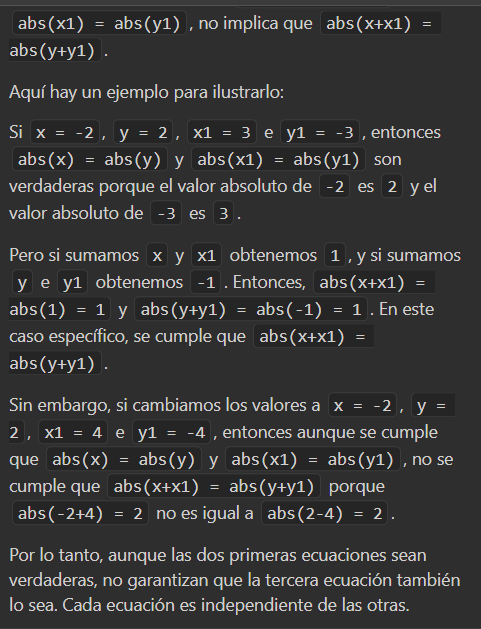 abs(x1) = abs(y1) , no implica que abs(x+x1) =
abs(y+y1) .
Aquí hay un ejemplo para ilustrarlo:
Si x = -2 , y = 2 , x1 = 3 e y1 = -3 , entonces
abs(x) = abs(y) y abs(x1) = abs(y1) son
verdaderas porque el valor absoluto de -2 es 2 y el
valor absoluto de -3 es 3 .
Pero si sumamos x y x1 obtenemos 1 , y si sumamos
y e y1 obtenemos -1 . Entonces, abs(x+x1) =
abs(1) = 1 y abs(y+y1) = abs(-1) = 1 . En este
caso específico, se cumple que abs(x+x1) =
abs(y+y1) .
Sin embargo, si cambiamos los valores a x = -2 , y =
2 , x1 = 4 e y1 = -4 , entonces aunque se cumple
que abs(x) = abs(y) y abs(x1) = abs(y1) , no se
cumple que abs(x+x1) = abs(y+y1) porque
abs(-2+4) = 2 no es igual a abs(2-4) = 2 .
Por lo tanto, aunque las dos primeras ecuaciones sean
verdaderas, no garantizan que la tercera ecuación también
lo sea. Cada ecuación es independiente de las otras.